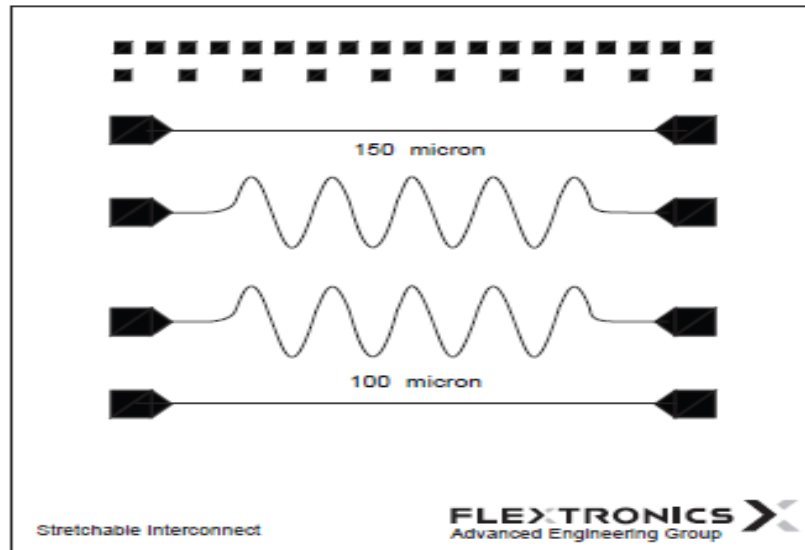 150 micron
100 micron
Stretchable Interconnect
FLEXTRONICS
Advanced Engineering Group